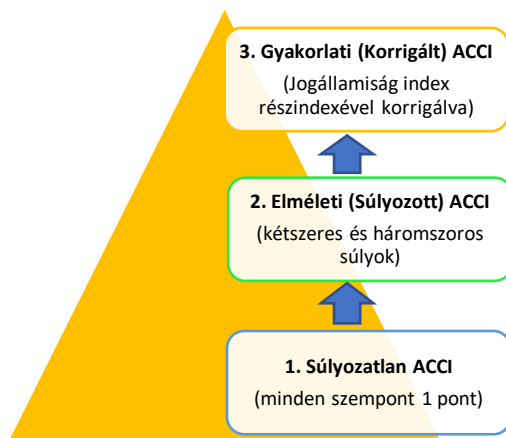 3. Gyakorlati (Korrigált) ACCI
(Jogállamiság index
részindexével korrigálva)
2. Elméleti (Súlyozott) ACCI
(kétszeres és háromszoros
súlyok)
1. Súlyozatlan ACCI
(minden szempont 1 pont)